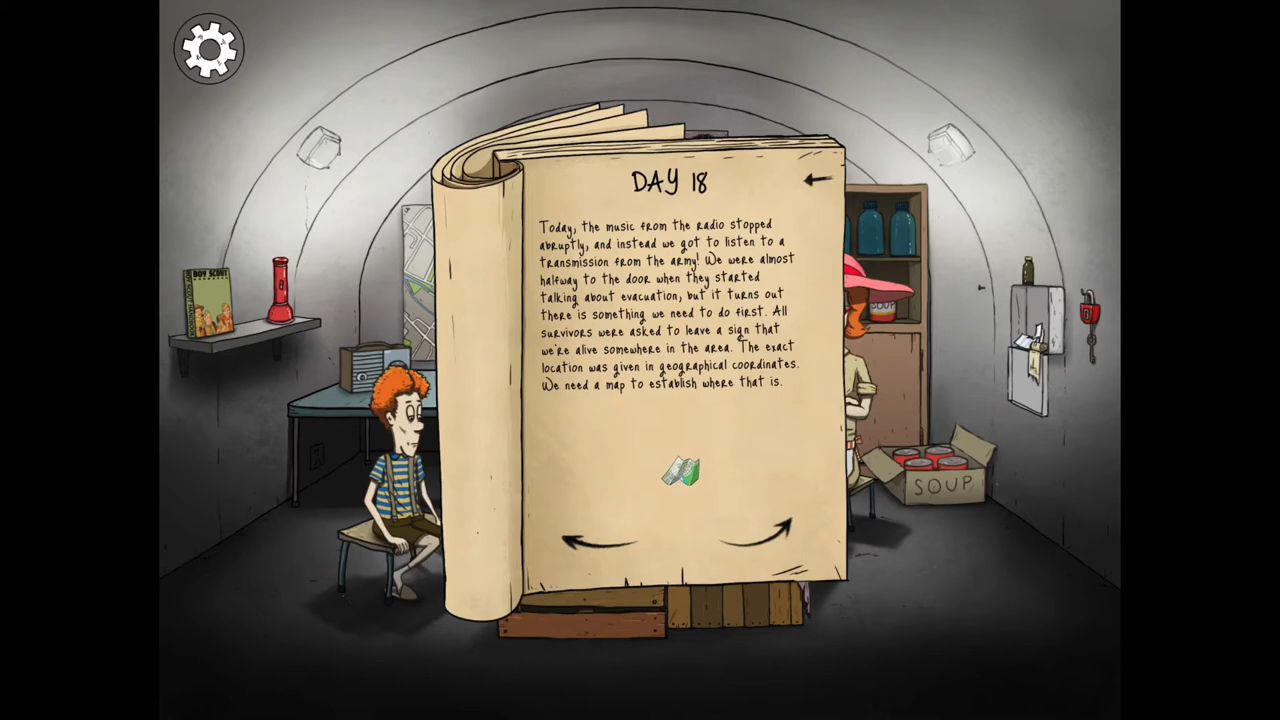 DAY 18
Today, the music from the radio stopped
abruptly, and instead we got to listen to a
transmission from the army! We were almost
halfway to the door when they started
talking about evacuation, but it turns out
there is something we need to do first. All
survivors were asked to leave a sign that
we're alive somewhere in the area. The exact
location was given in geographical coordinates.
We need a map to establish where that is.
BOY SCOUT
SOUP
SOUP